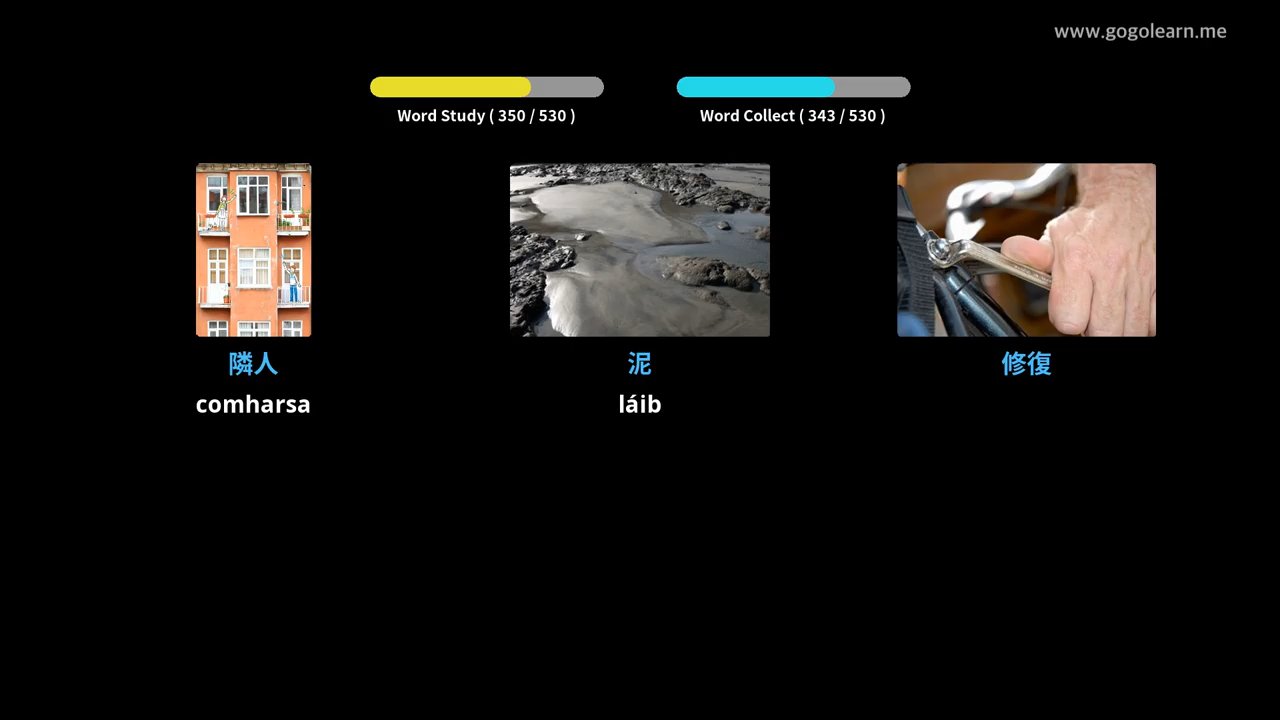 www.gogolearn.me
Word Study ( 350 / 530 )
Word Collect ( 343 / 530 )
隣人
泥
修復
comharsa
láib